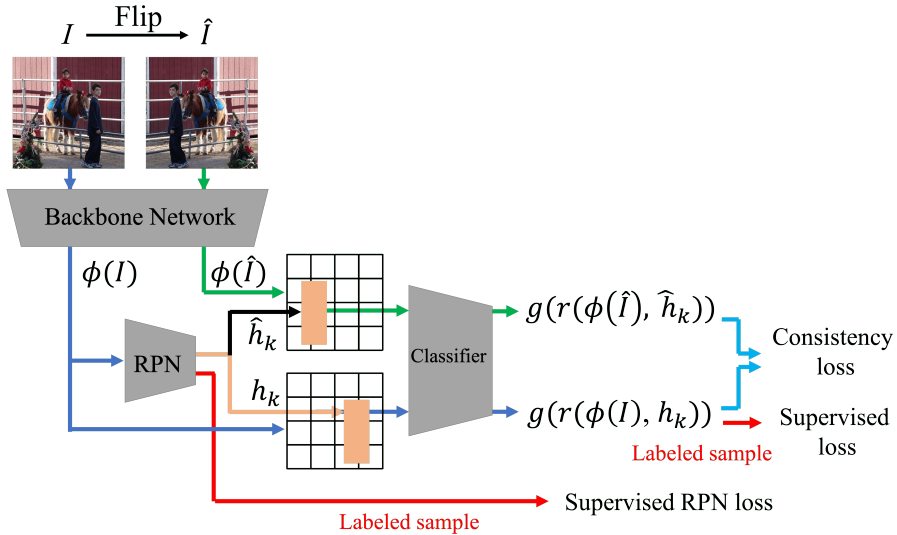 Flip
I
Î
Backbone Network
ϕ(I)
ϕ(Î)
RPN
ĥₖ
hₖ
Classifier
g(r(ϕ(Î), ĥₖ))
g(r(ϕ(I), hₖ))
Consistency
loss
Supervised
loss
Labeled sample
Supervised RPN loss
Labeled sample